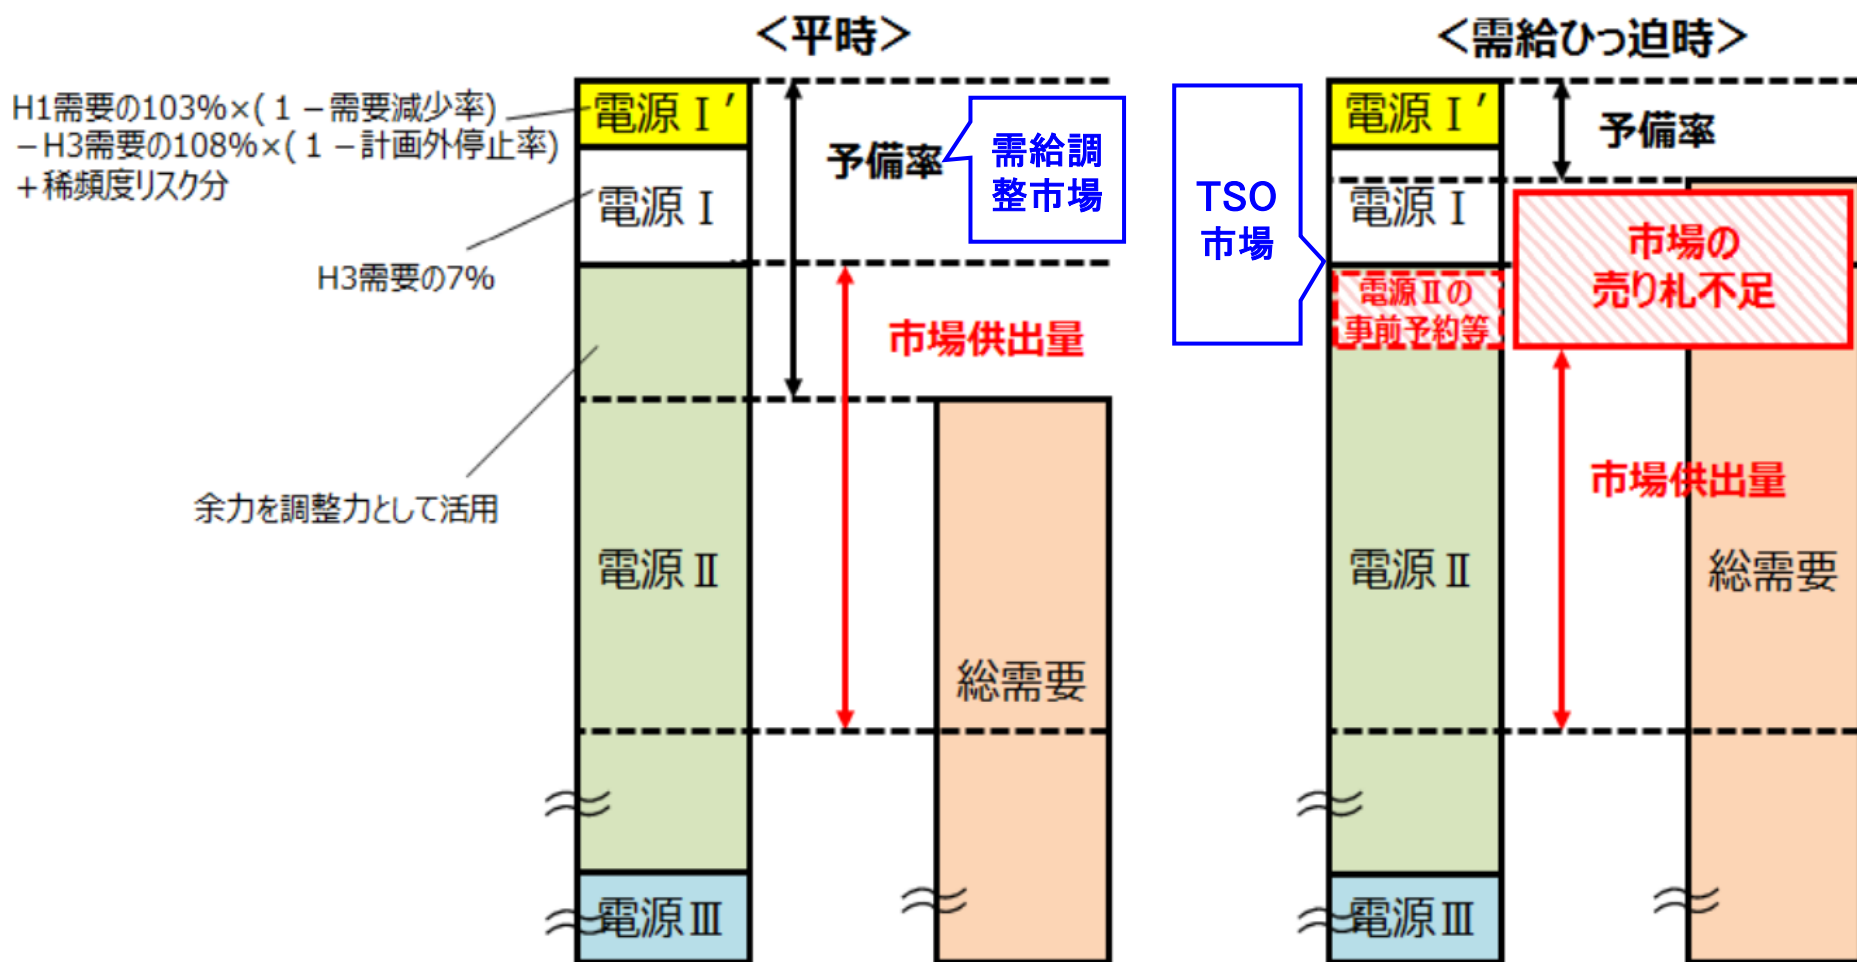 ＜平時＞
H1需要の103%×(１－需要減少率)
－H3需要の108%×(１－計画外停止率)
＋稀頻度リスク分
電源Ⅰ′
予備率
需給調
整市場
電源Ⅰ
H3需要の7%
市場供出量
余力を調整力として活用
電源Ⅱ
総需要
電源Ⅲ
＜需給ひっ迫時＞
電源Ⅰ′
予備率
TSO
市場
電源Ⅰ
市場の
売り札不足
電源Ⅱの
事前予約等
市場供出量
電源Ⅱ
総需要
電源Ⅲ